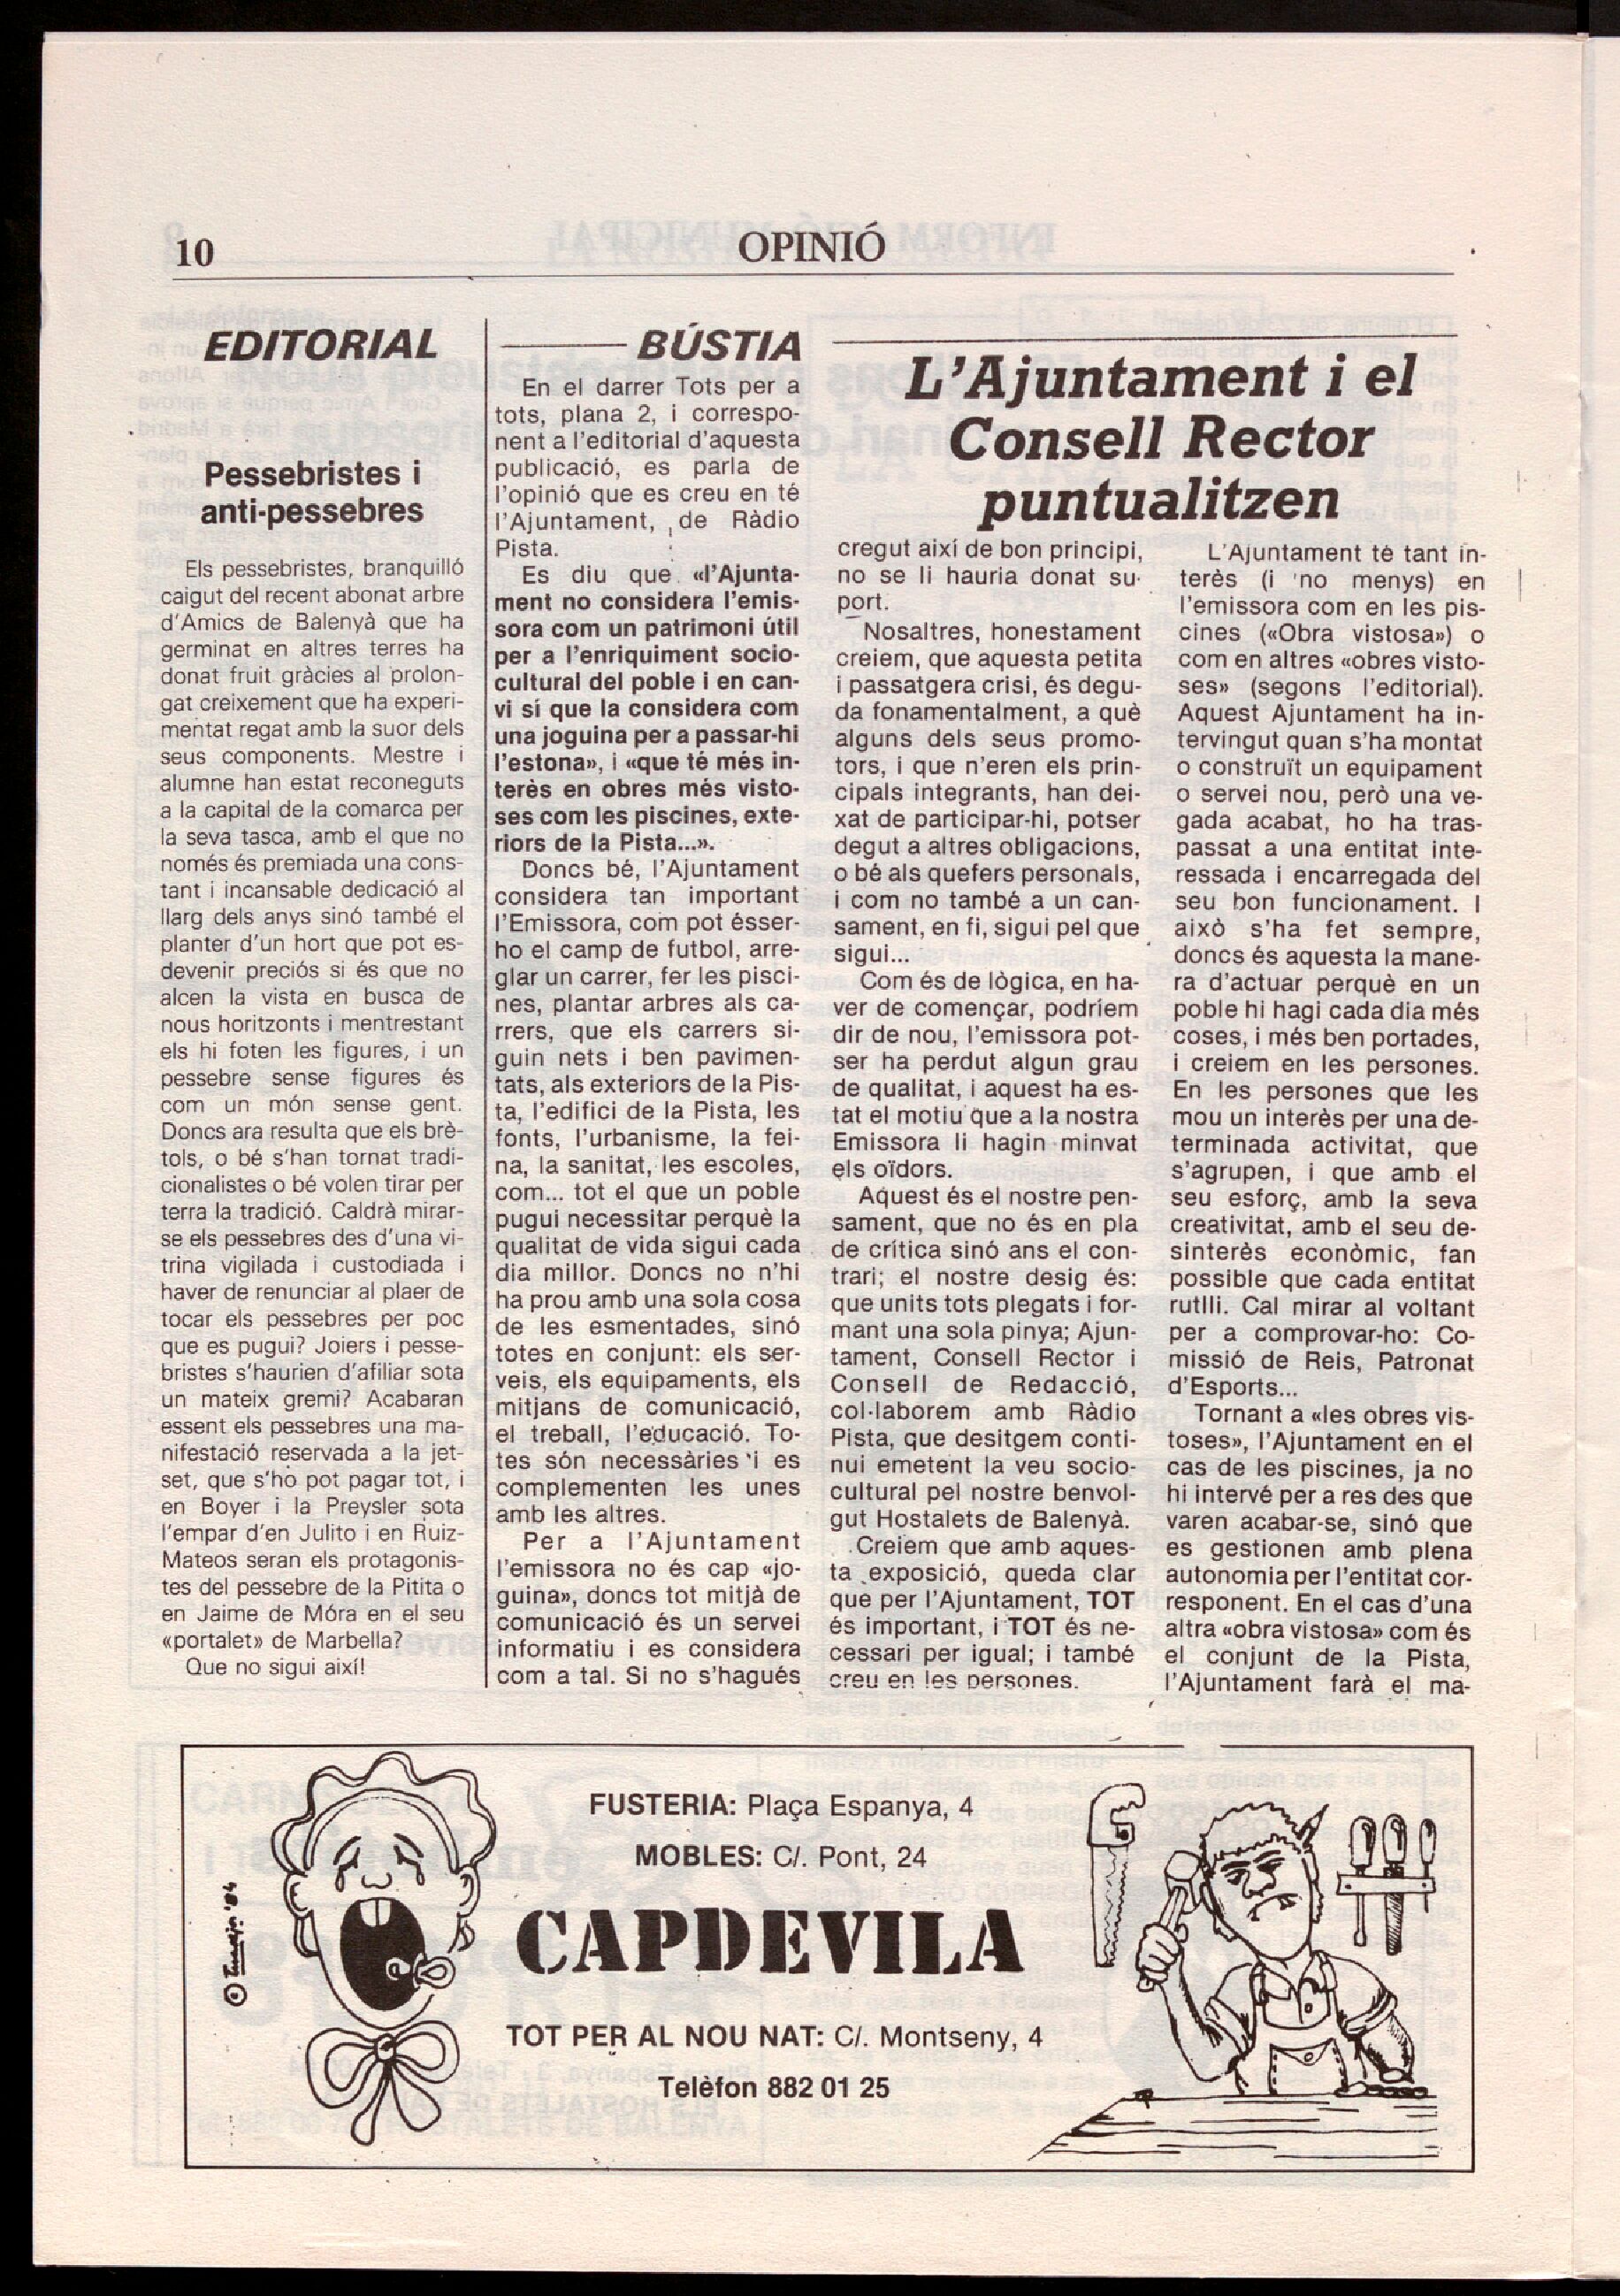 10
OPINIÓ
EDITORIAL
Pessebristes i
anti-pessebres
Els pessebristes, branquilló
caigut del recent abonat arbre
d'Amics de Balenyà que ha
germinat en altres terres ha
donat fruit gràcies al prolon-
gat creixement que ha experi-
mentat regat amb la suor dels
seus components. Mestre i
alumne han estat reconeguts
a la capital de la comarca per
la seva tasca, amb el que no
només és premiada una cons-
tant i incansable dedicació al
llarg dels anys sinó també el
planter d'un hort que pot es-
devenir preciós si és que no
alcen la vista en busca de
nous horitzonts i mentrestant
els hi foten les figures, i un
pessebre sense figures és
com un món sense gent.
Doncs ara resulta que els brè-
tols, o bé s'han tornat tradi-
cionalistes o bé volen tirar per
terra la tradició. Caldrà mirar-
se els pessebres des d'una vi-
trina vigilada i custodiada i
haver de renunciar al plaer de
tocar els pessebres per poc
que es pugui? Joiers i pesse-
bristes s'haurien d'afiliar sota
un mateix gremi? Acabaran
essent els pessebres una ma-
nifestació reservada a la jet-
set, que s'ho pot pagar tot, i
en Boyer i la Preysler sota
l'empar d'en Julito i en Ruiz-
Mateos seran els protagonis-
tes del pessebre de la Pitita o
en Jaime de Móra en el seu
«portalet» de Marbella?
Que no sigui així!
BÚSTIA
L'Ajuntament i el
Consell Rector
puntualitzen
En el darrer Tots per a
tots, plana 2, i correspo-
nent a l'editorial d'aquesta
publicació, es parla de
l'opinió que es creu en té
l'Ajuntament, de Ràdio
Pista.
Es diu que «l'Ajunta-
ment no considera l'emis-
sora com un patrimoni útil
per a l'enriquiment socio-
cultural del poble i en can-
vi sí que la considera com
una joguina per a passar-hi
l'estona», i «que té més in-
terès en obres més visto-
ses com les piscines, exte-
riors de la Pista...».
Doncs bé, l'Ajuntament
considera tan important
l'Emissora, com pot ésser-
ho el camp de futbol, arre-
glar un carrer, fer les pisci-
nes, plantar arbres als ca-
rrers, que els carrers si-
guin nets i ben pavimen-
tats, als exteriors de la Pis-
ta, l'edifici de la Pista, les
fonts, l'urbanisme, la fei-
na, la sanitat, les escoles,
com... tot el que un poble
pugui necessitar perquè la
qualitat de vida sigui cada
dia millor. Doncs no n'hi
ha prou amb una sola cosa
de les esmentades, sinó
totes en conjunt: els ser-
veis, els equipaments, els
mitjans de comunicació,
el treball, l'educació. To-
tes són necessàries i es
complementen les unes
amb les altres.
Per a l'Ajuntament
l'emissora no és cap «jo-
guina», doncs tot mitjà de
comunicació és un servei
informatiu i es considera
com a tal. Si no s'hagués
cregut així de bon principi,
no se li hauria donat su-
port.
Nosaltres, honestament
creiem, que aquesta petita
i passatgera crisi, és degu-
da fonamentalment, a què
alguns dels seus promo-
tors, i que n'eren els prin-
cipals integrants, han dei-
xat de participar-hi, potser
degut a altres obligacions,
o bé als quefers personals,
i com no també a un can-
sament, en fi, sigui pel que
sigui...
Com és de lògica, en ha-
ver de començar, podríem
dir de nou, l'emissora pot-
ser ha perdut algun grau
de qualitat, i aquest ha es-
tat el motiu que a la nostra
Emissora li hagin minvat
els oïdors.
Aquest és el nostre pen-
sament, que no és en pla
de crítica sinó ans el con-
trari; el nostre desig és:
que units tots plegats i for-
mant una sola pinya; Ajun-
tament, Consell Rector i
Consell de Redacció,
col·laborem amb Ràdio
Pista, que desitgem conti-
nui emetent la veu socio-
cultural pel nostre benvol-
gut Hostalets de Balenyà.
Creiem que amb aques-
ta exposició, queda clar
que per l'Ajuntament, TOT
és important, i TOT és ne-
cessari per igual; i també
creu en les persones.
L'Ajuntament té tant in-
terès (i no menys) en
l'emissora com en les pis-
cines («Obra vistosa») o
com en altres «obres visto-
ses» (segons l'editorial).
Aquest Ajuntament ha in-
tervingut quan s'ha montat
o construït un equipament
o servei nou, però una ve-
gada acabat, ho ha tras-
passat a una entitat inte-
ressada i encarregada del
seu bon funcionament. I
això s'ha fet sempre,
doncs és aquesta la mane-
ra d'actuar perquè en un
poble hi hagi cada dia més
coses, i més ben portades,
i creiem en les persones.
En les persones que les
mou un interès per una de-
terminada activitat, que
s'agrupen, i que amb el
seu esforç, amb la seva
creativitat, amb el seu de-
sinterès econòmic, fan
possible que cada entitat
rutlli. Cal mirar al voltant
per a comprovar-ho: Co-
missió de Reis, Patronat
d'Esports...
Tornant a «les obres vis-
toses», l'Ajuntament en el
cas de les piscines, ja no
hi intervé per a res des que
varen acabar-se, sinó que
es gestionen amb plena
autonomia per l'entitat cor-
responent. En el cas d'una
altra «obra vistosa» com és
el conjunt de la Pista,
l'Ajuntament farà el ma-
FUSTERIA: Plaça Espanya, 4
MOBLES: C/. Pont, 24
CAPDEVILA
TOT PER AL NOU NAT: C/. Montseny, 4
Telèfon 882 01 25